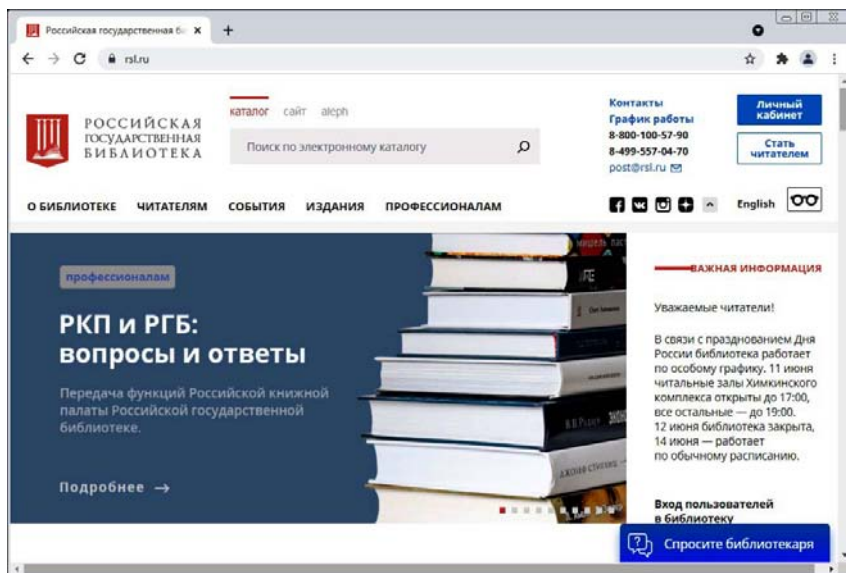 Российская государственная б
rsl.ru
РОССИЙСКАЯ
ГОСУДАРСТВЕННАЯ
БИБЛИОТЕКА
каталог сайт aleph
Поиск по электронному каталогу
Контакты
График работы
8-800-100-57-90
8-499-557-04-70
post@rsl.ru
Личный
кабинет
Стать
читателем
О БИБЛИОТЕКЕ ЧИТАТЕЛЯМ СОБЫТИЯ ИЗДАНИЯ ПРОФЕССИОНАЛАМ
English
профессионалам
РКП и РГБ:
вопросы и ответы
Передача функций Российской книжной
палаты Российской государственной
библиотеке.
Подробнее →
ВАЖНАЯ ИНФОРМАЦИЯ
Уважаемые читатели!
В связи с празднованием Дня
России библиотека работает
по особому графику. 11 июня
читальные залы Химкинского
комплекса открыты до 17:00,
все остальные — до 19:00.
12 июня библиотека закрыта,
14 июня — работает
по обычному расписанию.
Вход пользователей
в библиотеку
Спросите библиотекаря